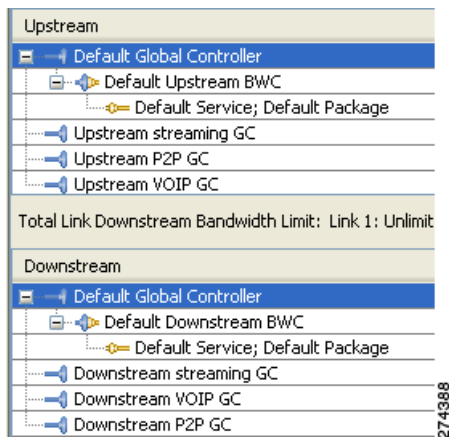 Upstream
Default Global Controller
Default Upstream BWC
Default Service; Default Package
Upstream streaming GC
Upstream P2P GC
Upstream VOIP GC
Total Link Downstream Bandwidth Limit: Link 1: Unlimit
Downstream
Default Global Controller
Default Downstream BWC
Default Service; Default Package
Downstream streaming GC
Downstream VOIP GC
Downstream P2P GC
274388